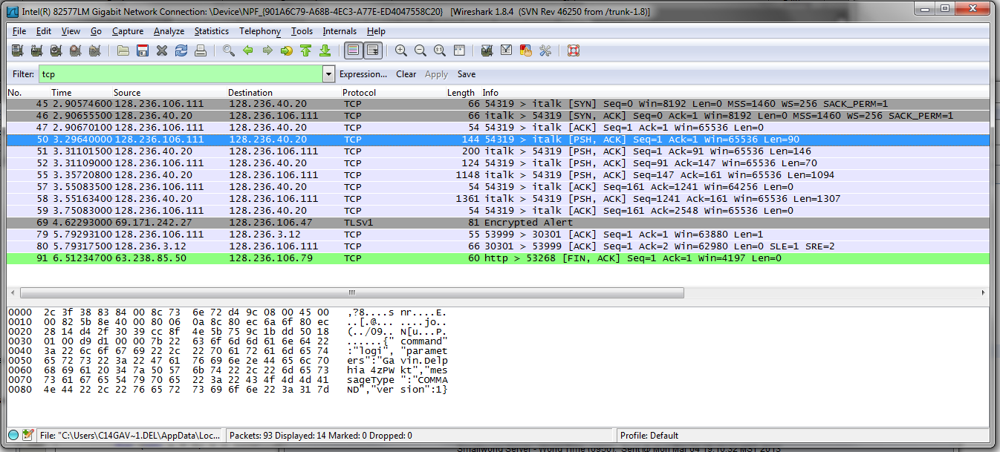 Intel(R) 82577LM Gigabit Network Connection: \Device\NPF_{901A6C79-A68B-4EC3-A77E-ED4047558C20} [Wireshark 1.8.4 (SVN Rev 46250 from /trunk-1.8)]
File Edit View Go Capture Analyze Statistics Telephony Tools Internals Help
Filter: tcp Expression... Clear Apply Save
No. Time Source Destination Protocol Length Info
45 2.90574600 128.236.106.111 128.236.40.20 TCP 66 54319 > italk [SYN] Seq=0 Win=8192 Len=0 MSS=1460 WS=256 SACK_PERM=1
46 2.90655500 128.236.40.20 128.236.106.111 TCP 66 italk > 54319 [SYN, ACK] Seq=0 Ack=1 Win=8192 Len=0 MSS=1460 WS=256 SACK_PERM=1
47 2.90670100 128.236.106.111 128.236.40.20 TCP 54 54319 > italk [ACK] Seq=1 Ack=1 Win=65536 Len=0
50 3.29640000 128.236.106.111 128.236.40.20 TCP 144 54319 > italk [PSH, ACK] Seq=1 Ack=1 Win=65536 Len=90
51 3.31101500 128.236.40.20 128.236.106.111 TCP 200 italk > 54319 [PSH, ACK] Seq=1 Ack=91 Win=65536 Len=146
52 3.31109000 128.236.106.111 128.236.40.20 TCP 124 54319 > italk [PSH, ACK] Seq=91 Ack=147 Win=65536 Len=70
55 3.35720800 128.236.40.20 128.236.106.111 TCP 1148 italk > 54319 [PSH, ACK] Seq=147 Ack=161 Win=65536 Len=1094
57 3.55083500 128.236.106.111 128.236.40.20 TCP 54 54319 > italk [ACK] Seq=161 Ack=1241 Win=64256 Len=0
58 3.55163400 128.236.40.20 128.236.106.111 TCP 1361 italk > 54319 [PSH, ACK] Seq=1241 Ack=161 Win=65536 Len=1307
59 3.75083000 128.236.106.111 128.236.40.20 TCP 54 54319 > italk [ACK] Seq=161 Ack=2548 Win=65536 Len=0
69 4.62293000 69.171.242.27 128.236.106.47 TLSv1 81 Encrypted Alert
79 5.79293100 128.236.106.111 128.236.3.12 TCP 55 53999 > 30301 [ACK] Seq=1 Ack=1 Win=63880 Len=1
80 5.79317500 128.236.3.12 128.236.106.111 TCP 66 30301 > 53999 [ACK] Seq=1 Ack=2 Win=62980 Len=0 SLE=1 SRE=2
91 6.51234700 63.238.85.50 128.236.106.79 TCP 60 http > 53268 [FIN, ACK] Seq=1 Ack=1 Win=4197 Len=0
0000 2c 3f 38 83 84 00 8c 73 6e 72 d4 9c 08 00 45 00 ,?8....s nr....E.
0010 00 82 5b 8e 40 00 80 06 0a 8c 80 ec 6a 6f 80 ec ..[.@... ....jo..
0020 28 14 d4 2f 30 39 cc 8f 4e 5b 75 9c 1b dd 50 18 (../09.. N[u...P.
0030 01 00 d9 d1 00 00 7b 22 63 6f 6d 6d 61 6e 64 22 ......{" command"
0040 3a 22 6c 6f 67 69 22 2c 22 70 61 72 61 6d 65 74 :"logi", "paramet
0050 65 72 73 22 3a 22 47 61 76 69 6e 2e 44 65 6c 70 ers":"Ga vin.Delp
0060 68 69 61 20 34 7a 50 57 6b 74 22 2c 22 6d 65 73 hia 4zPW kt","mes
0070 73 61 67 65 54 79 70 65 22 3a 22 43 4f 4d 4d 41 sageType ":"COMMA
0080 4e 44 22 2c 22 76 65 72 73 69 6f 6e 22 3a 31 7d ND","ver sion":1}
File: "C:\Users\C14GAV~1.DEL\AppData\Loc... Packets: 93 Displayed: 14 Marked: 0 Dropped: 0 Profile: Default